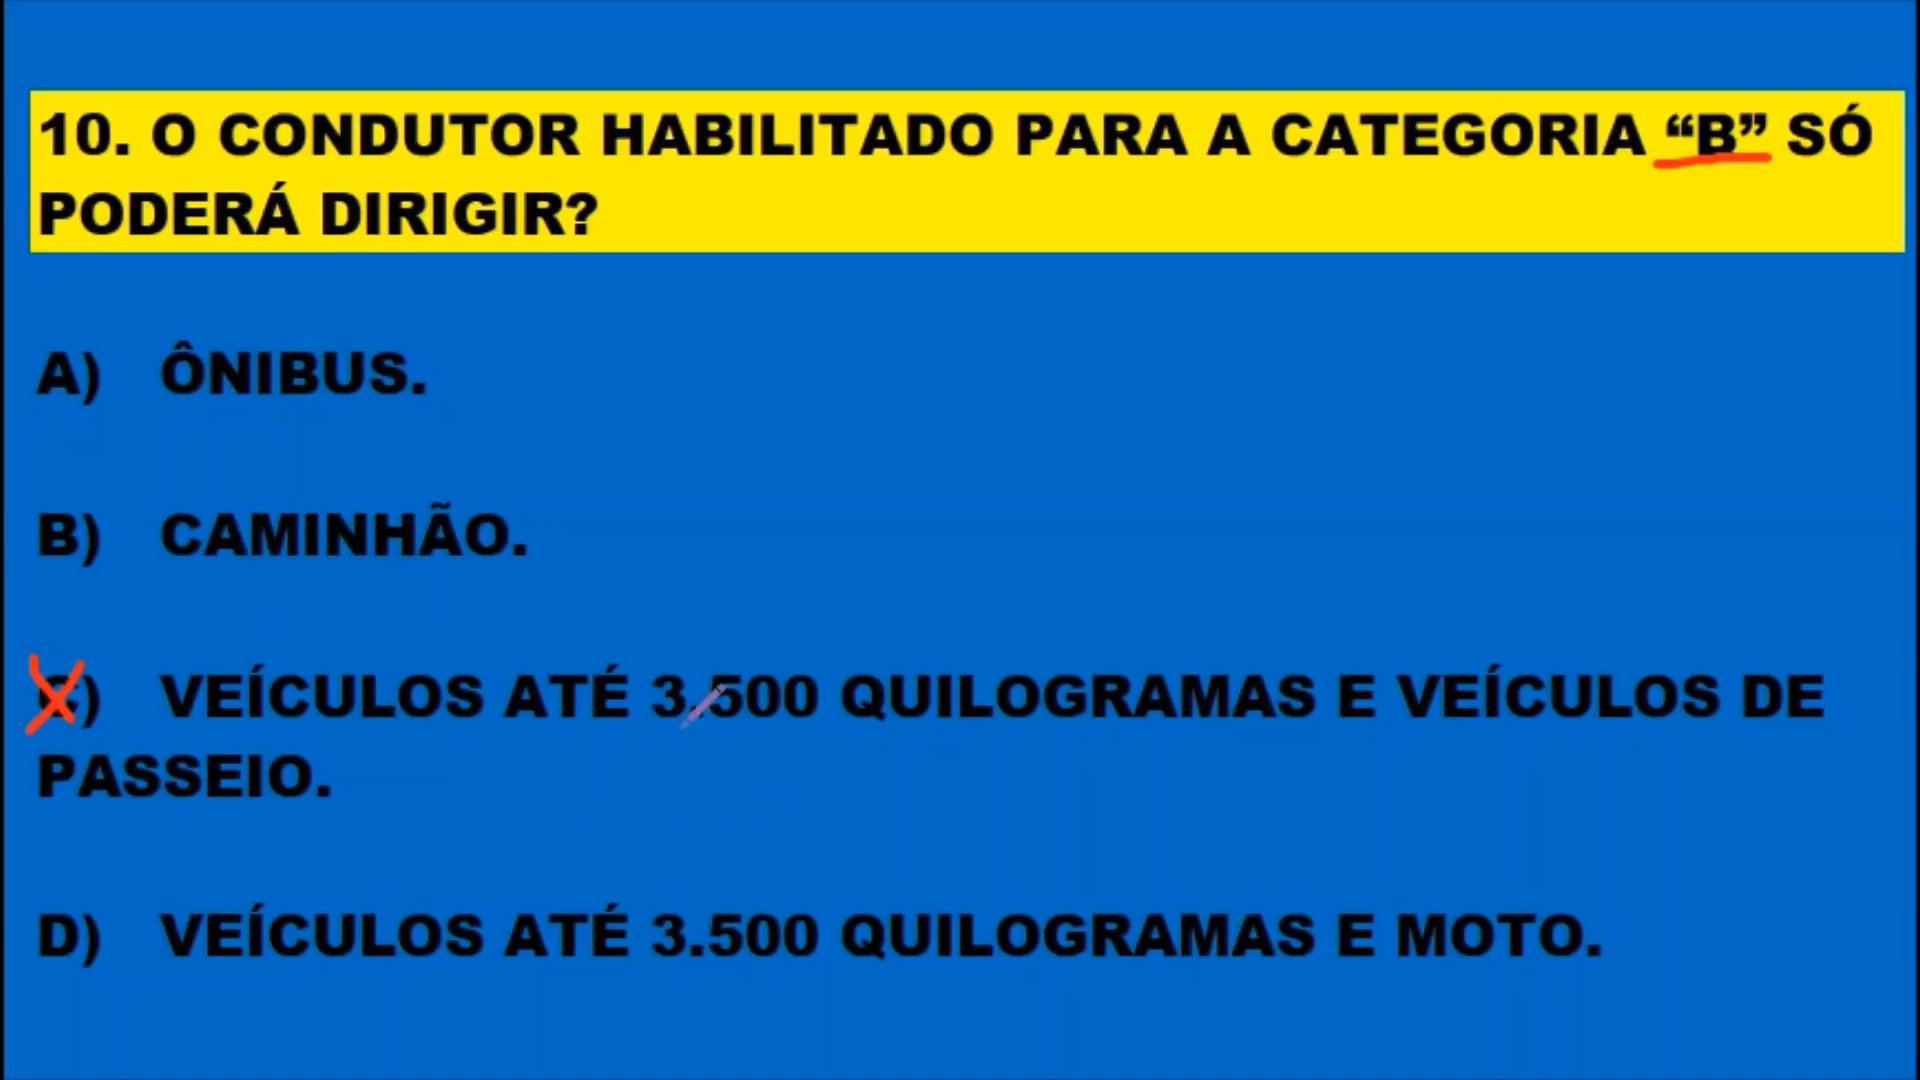 10. O CONDUTOR HABILITADO PARA A CATEGORIA “B” SÓ
PODERÁ DIRIGIR?
A) ÔNIBUS.
B) CAMINHÃO.
C) VEÍCULOS ATÉ 3.500 QUILOGRAMAS E VEÍCULOS DE
PASSEIO.
D) VEÍCULOS ATÉ 3.500 QUILOGRAMAS E MOTO.